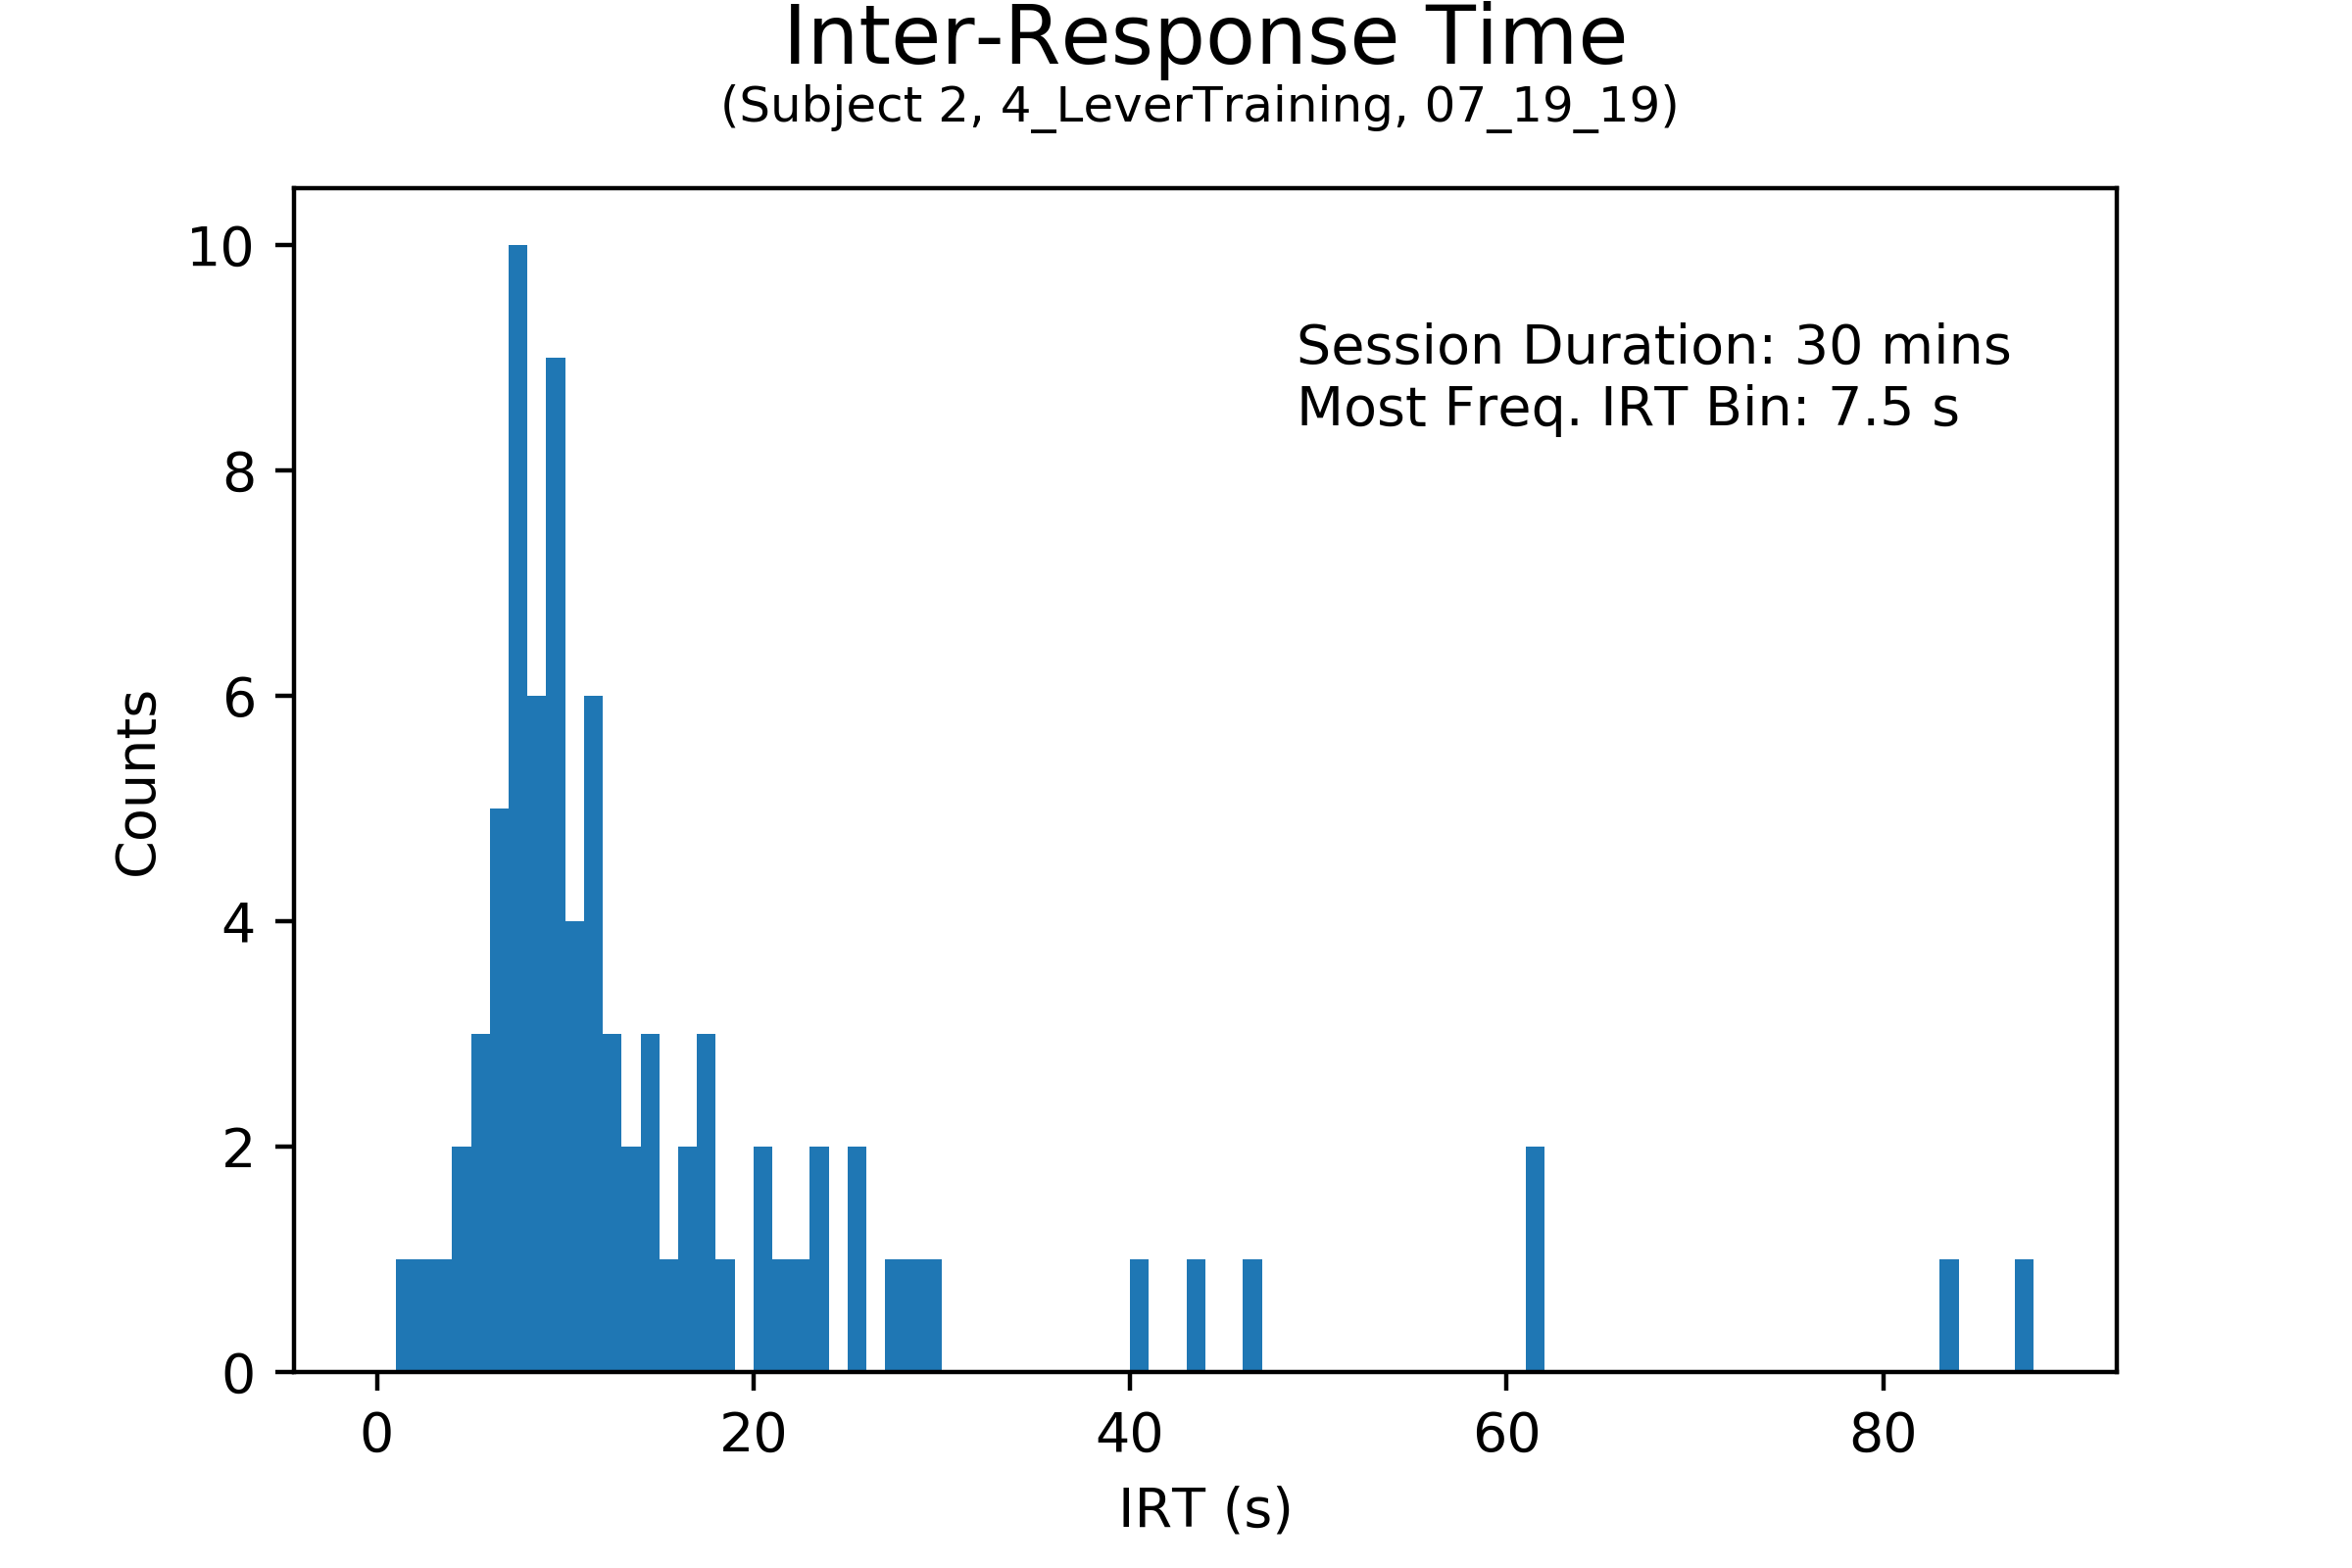 Inter-Response Time
(Subject 2, 4_LeverTraining, 07_19_19)
Session Duration: 30 mins
Most Freq. IRT Bin: 7.5 s
Counts
10
8
6
4
2
0
0 20 40 60 80
IRT (s)